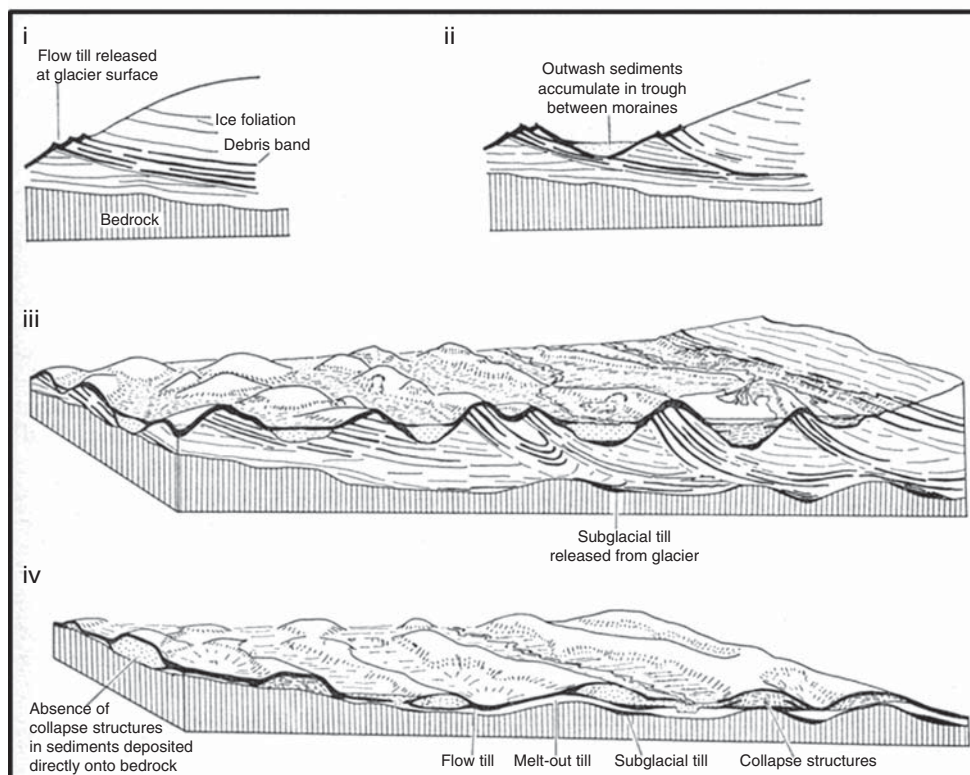 i
Flow till released
at glacier surface
Ice foliation
Debris band
Bedrock
ii
Outwash sediments
accumulate in trough
between moraines
iii
Subglacial till
released from glacier
iv
Absence of
collapse structures
in sediments deposited
directly onto bedrock
Flow till
Melt-out till
Subglacial till
Collapse structures